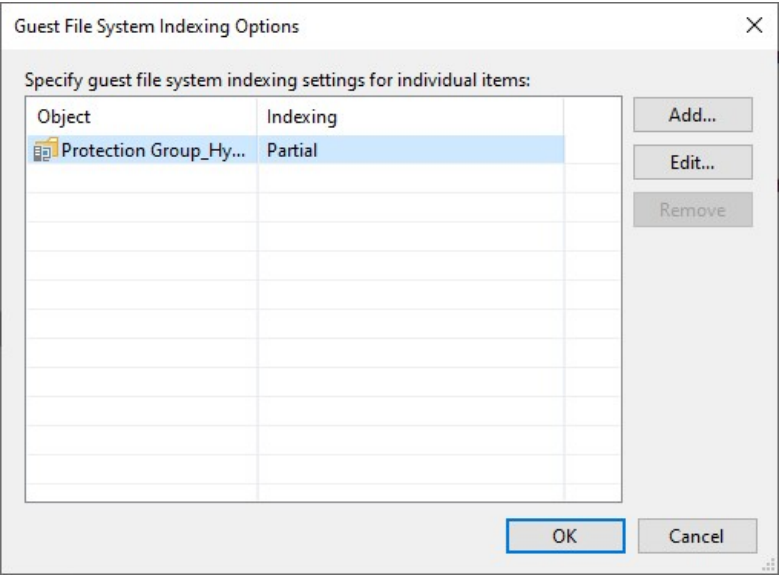 Guest File System Indexing Options
Specify guest file system indexing settings for individual items:
Object Indexing
Protection Group_Hy... Partial
Add...
Edit...
Remove
OK Cancel